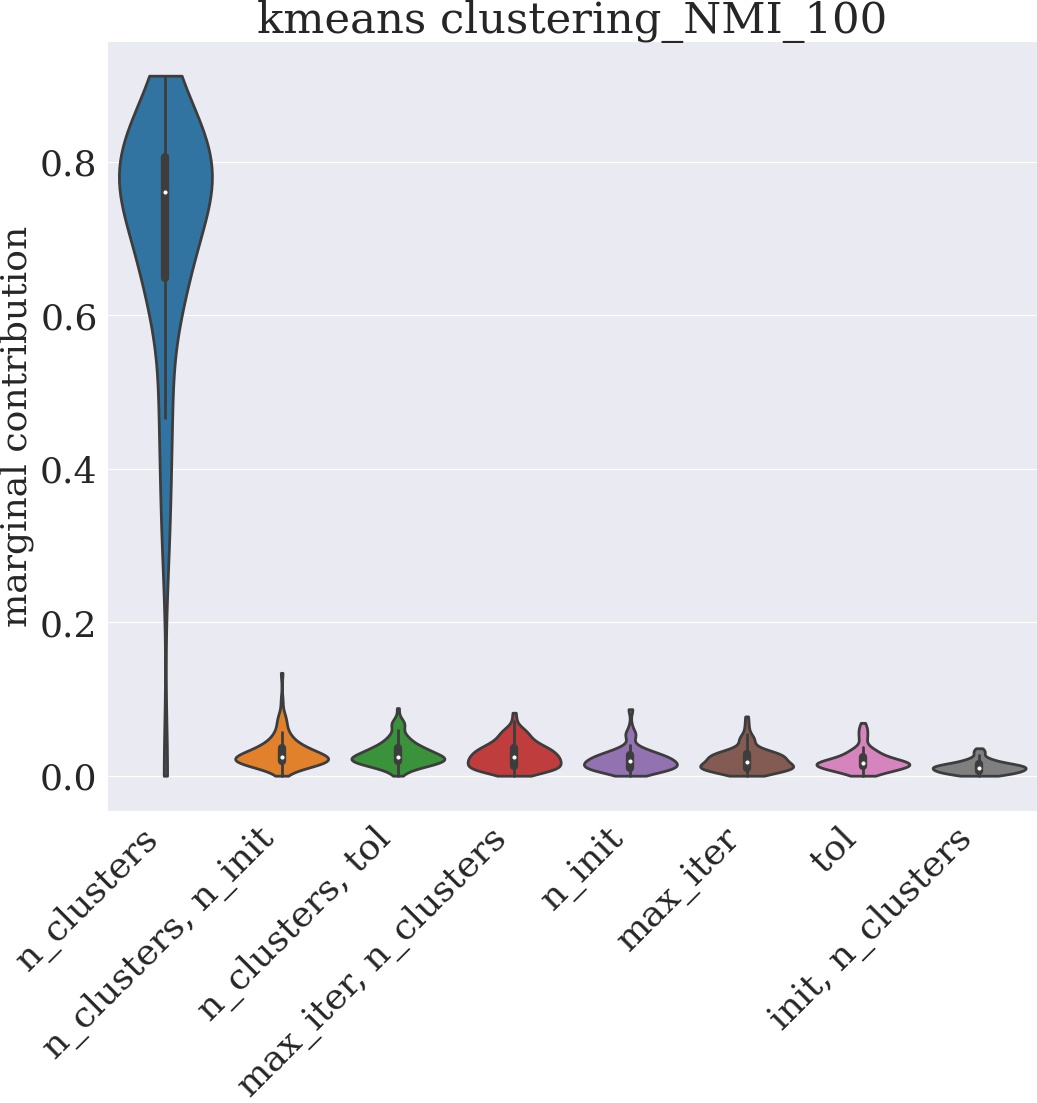 kmeans clustering_NMI_100
marginal contribution
0.8
0.6
0.4
0.2
0.0
n_clusters
n_clusters, n_init
n_clusters, tol
max_iter, n_clusters
n_init
max_iter
tol
init, n_clusters